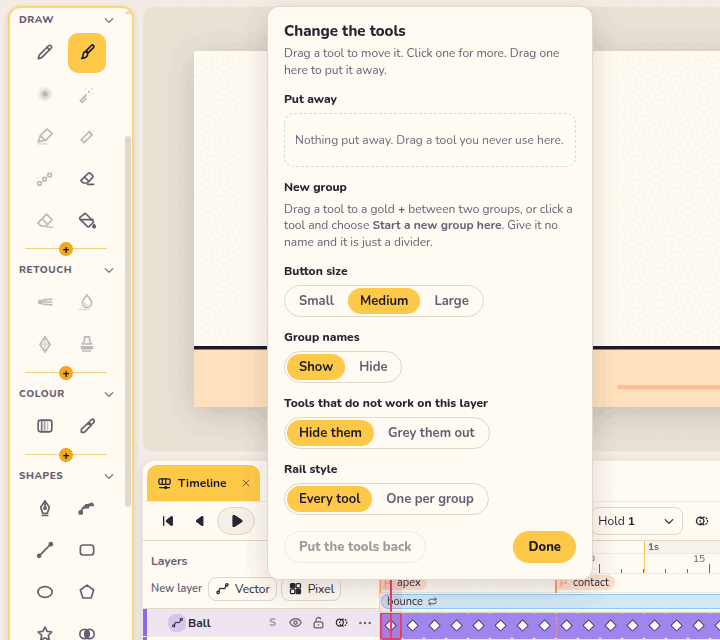 DRAW
RETOUCH
COLOUR
SHAPES
Change the tools
Drag a tool to move it. Click one for more. Drag one
here to put it away.
Put away
Nothing put away. Drag a tool you never use here.
New group
Drag a tool to a gold + between two groups, or click a
tool and choose Start a new group here. Give it no
name and it is just a divider.
Button size
Small Medium Large
Group names
Show Hide
Tools that do not work on this layer
Hide them Grey them out
Rail style
Every tool One per group
Put the tools back Done
Timeline
Hold 1
Layers
1s 15
New layer Vector Pixel
apex contact
bounce
Ball S